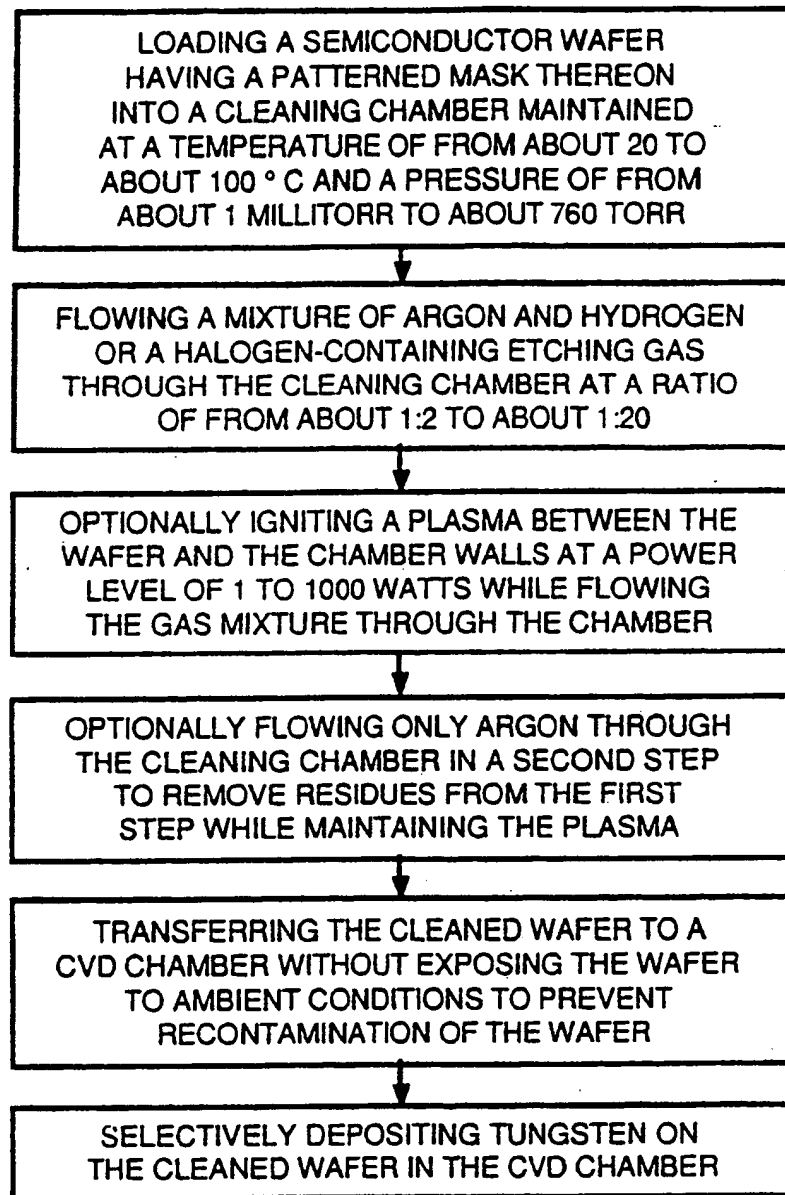 LOADING A SEMICONDUCTOR WAFER
HAVING A PATTERNED MASK THEREON
INTO A CLEANING CHAMBER MAINTAINED
AT A TEMPERATURE OF FROM ABOUT 20 TO
ABOUT 100 ° C AND A PRESSURE OF FROM
ABOUT 1 MILLITORR TO ABOUT 760 TORR
FLOWING A MIXTURE OF ARGON AND HYDROGEN
OR A HALOGEN-CONTAINING ETCHING GAS
THROUGH THE CLEANING CHAMBER AT A RATIO
OF FROM ABOUT 1:2 TO ABOUT 1:20
OPTIONALLY IGNITING A PLASMA BETWEEN THE
WAFER AND THE CHAMBER WALLS AT A POWER
LEVEL OF 1 TO 1000 WATTS WHILE FLOWING
THE GAS MIXTURE THROUGH THE CHAMBER
OPTIONALLY FLOWING ONLY ARGON THROUGH
THE CLEANING CHAMBER IN A SECOND STEP
TO REMOVE RESIDUES FROM THE FIRST
STEP WHILE MAINTAINING THE PLASMA
TRANSFERRING THE CLEANED WAFER TO A
CVD CHAMBER WITHOUT EXPOSING THE WAFER
TO AMBIENT CONDITIONS TO PREVENT
RECONTAMINATION OF THE WAFER
SELECTIVELY DEPOSITING TUNGSTEN ON
THE CLEANED WAFER IN THE CVD CHAMBER